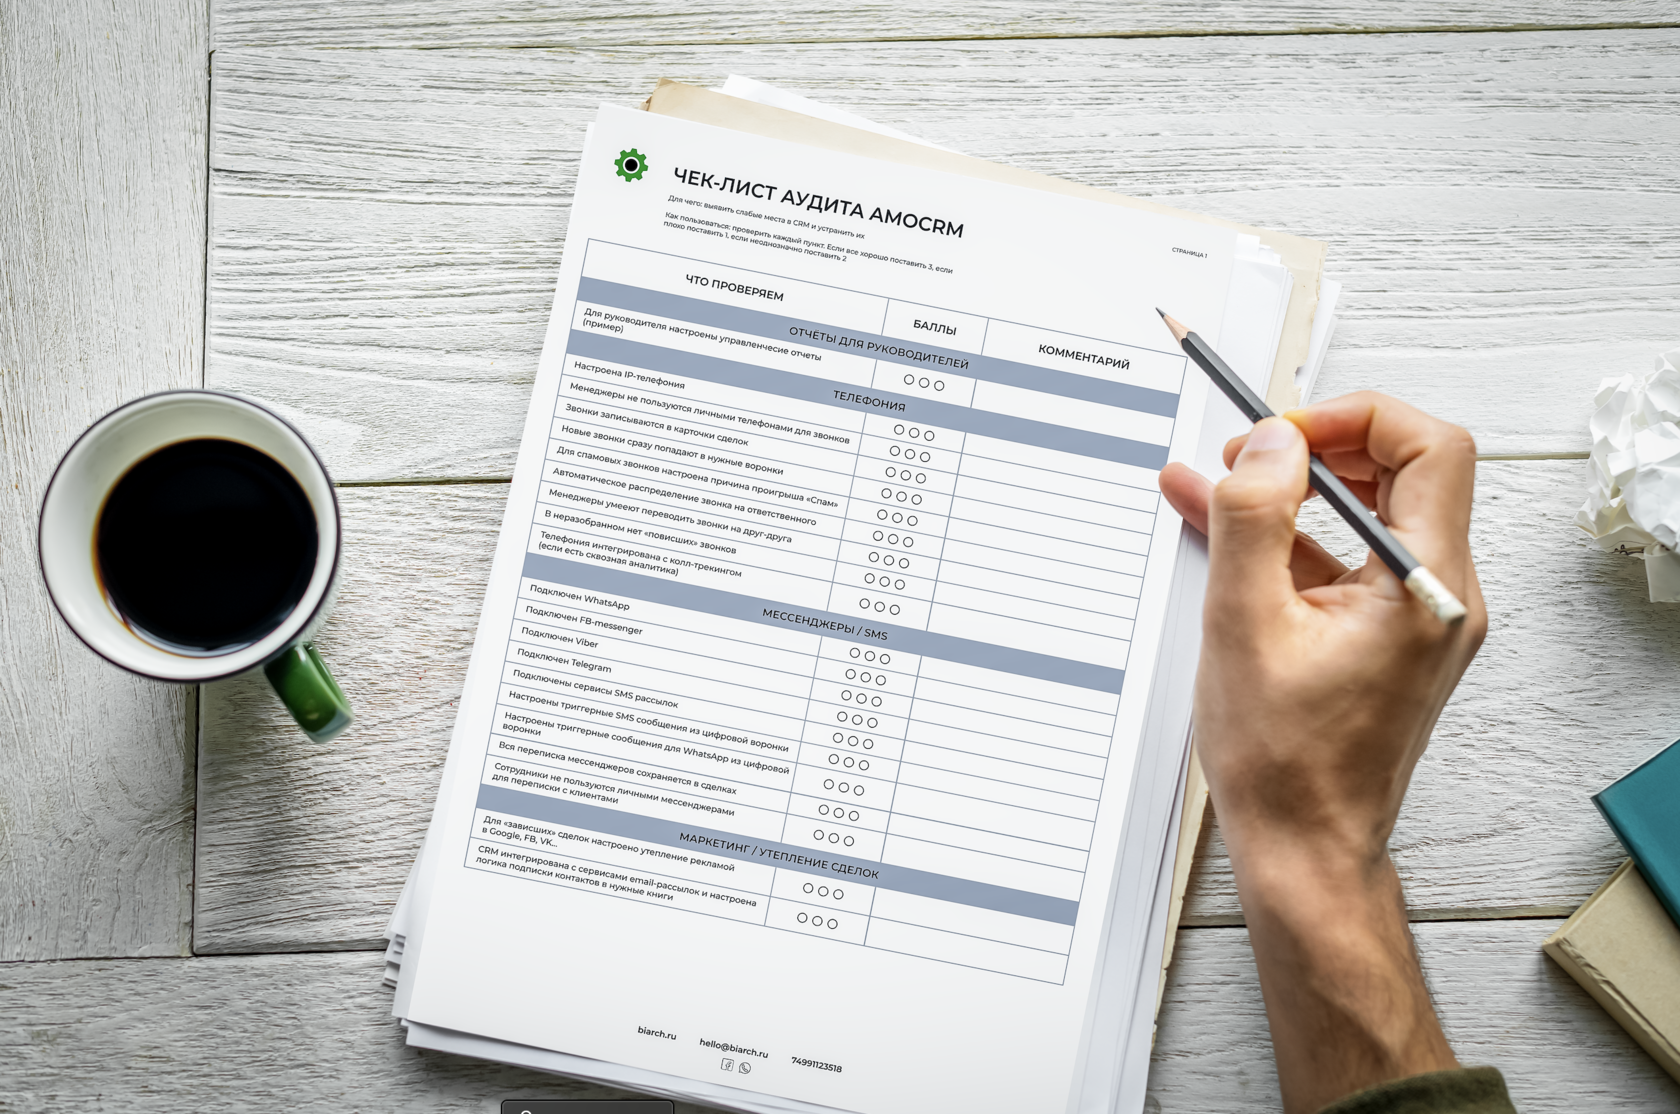 ЧЕК-ЛИСТ АУДИТА AMOCRM
Для чего: выявить слабые места в CRM и устранить их
Как пользоваться: проверить каждый пункт. Если все хорошо поставить 3, если
плохо поставить 1, если неоднозначно поставить 2
СТРАНИЦА 1
ЧТО ПРОВЕРЯЕМ
БАЛЛЫ
КОММЕНТАРИЙ
ОТЧЁТЫ ДЛЯ РУКОВОДИТЕЛЕЙ
Для руководителя настроены управленчесие отчеты
(пример)
ТЕЛЕФОНИЯ
Настроена IP-телефония
Менеджеры не пользуются личными телефонами для звонков
Звонки записываются в карточки сделок
Новые звонки сразу попадают в нужные воронки
Для спамовых звонков настроена причина проигрыша «Спам»
Автоматическое распределение звонка на ответственного
Менеджеры умееют переводить звонки на друг-друга
В неразобранном нет «повисших» звонков
Телефония интегрирована с колл-трекингом
(если есть сквозная аналитика)
МЕССЕНДЖЕРЫ / SMS
Подключен WhatsApp
Подключен FB-messenger
Подключен Viber
Подключен Telegram
Подключены сервисы SMS рассылок
Настроены триггерные SMS сообщения из цифровой воронки
Настроены триггерные сообщения для WhatsApp из цифровой
воронки
Вся переписка мессенджеров сохраняется в сделках
Сотрудники не пользуются личными мессенджерами
для переписки с клиентами
МАРКЕТИНГ / УТЕПЛЕНИЕ СДЕЛОК
Для «зависших» сделок настроено утепление рекламой
в Google, FB, VK...
CRM интегрирована с сервисами email-рассылок и настроена
логика подписки контактов в нужные книги
biarch.ru
hello@biarch.ru
74991123518